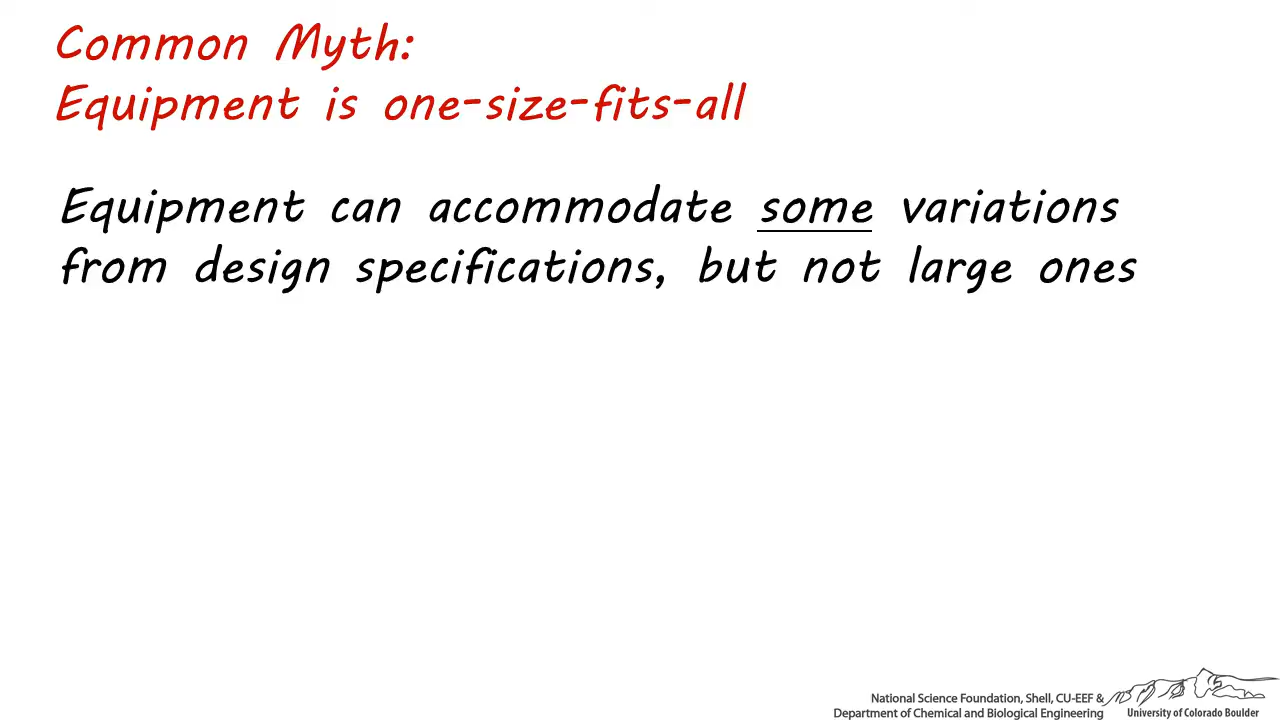 Common Myth:
Equipment is one-size-fits-all
Equipment can accommodate some variations
from design specifications, but not large ones
National Science Foundation, Shell, CU-EEF &
Department of Chemical and Biological Engineering
University of Colorado Boulder